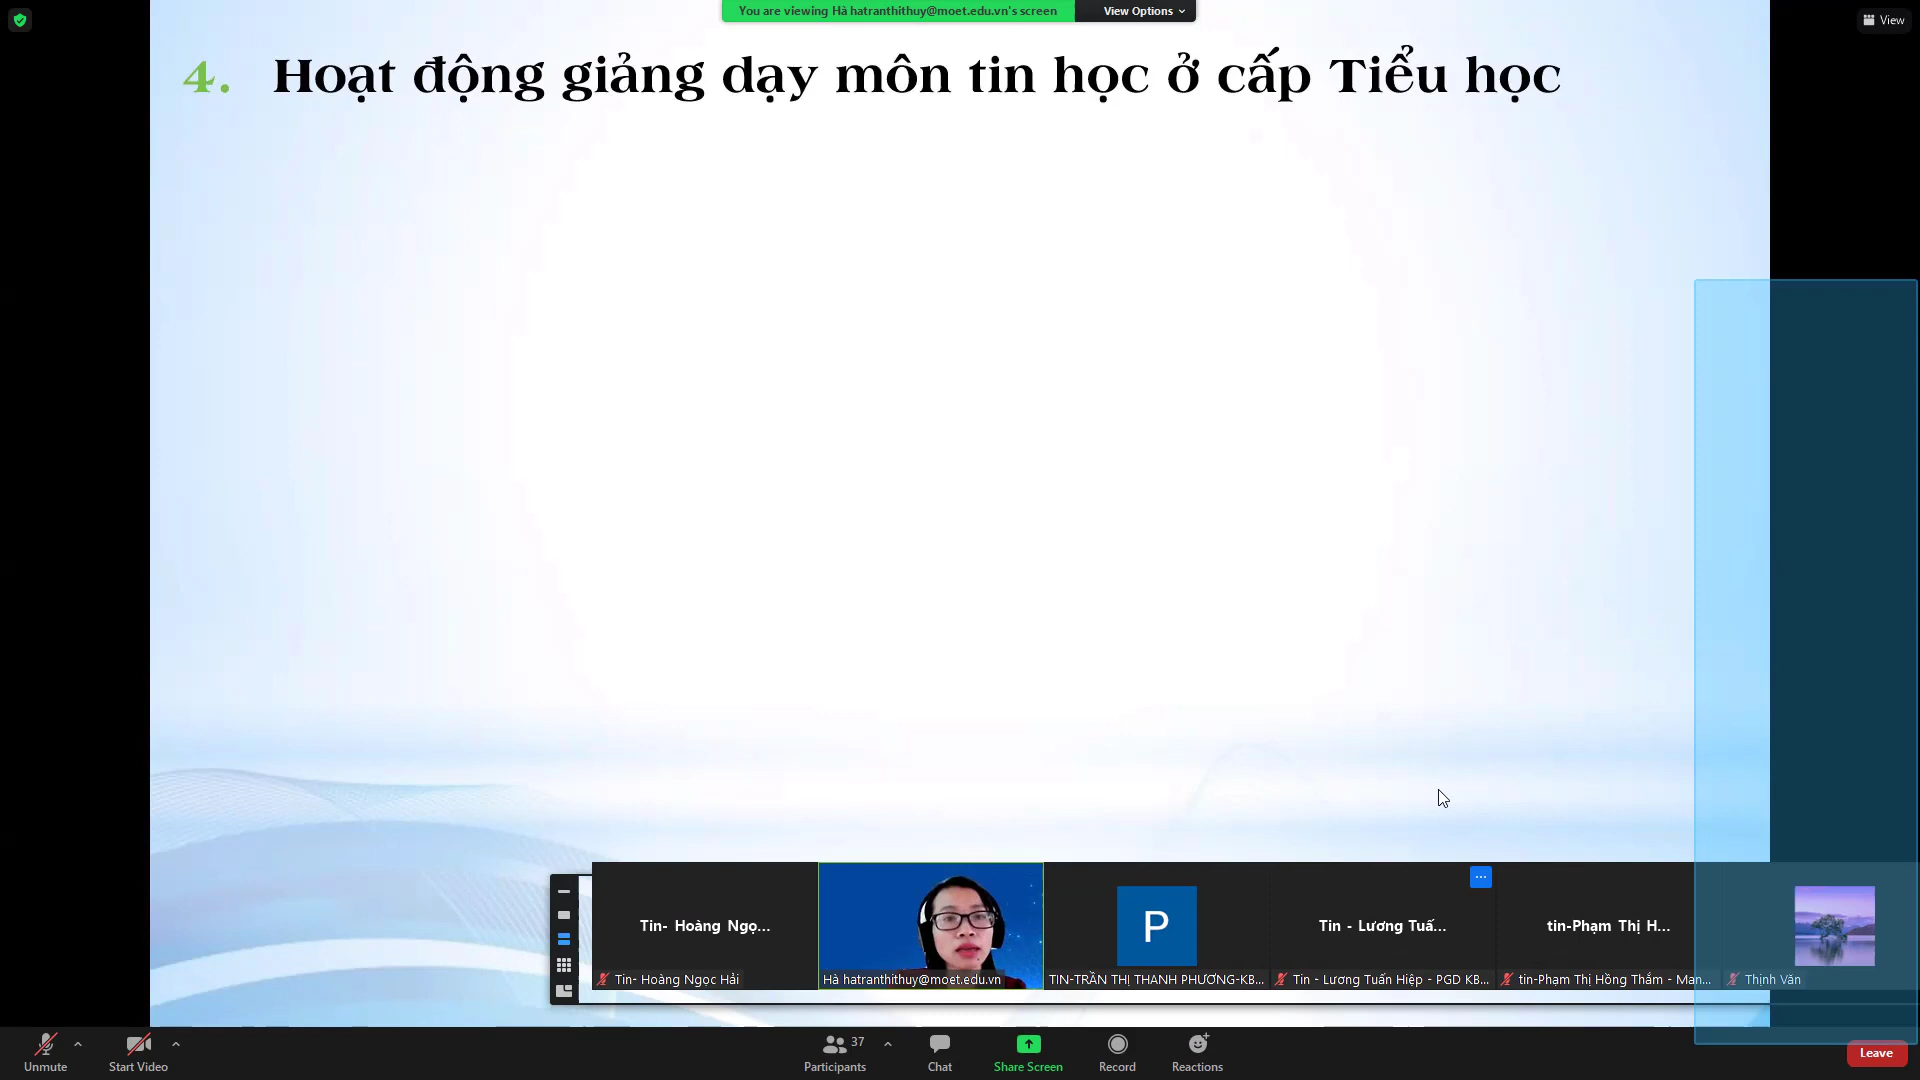 You are viewing Hà hatranthithuy@moet.edu.vn's screen
View Options
View
4. Hoạt động giảng dạy môn tin học ở cấp Tiểu học
Tin- Hoàng Ngọ...
P
Tin - Lương Tuấ...
...
tin-Phạm Thị H...
Tin- Hoàng Ngọc Hải
Hà hatranthithuy@moet.edu.vn
TIN-TRẦN THỊ THANH PHƯƠNG-KB...
Tin - Lương Tuấn Hiệp - PGD KB...
tin-Phạm Thị Hồng Thắm - Man...
Thịnh Văn
Unmute
Start Video
37
Participants
Chat
Share Screen
Record
Reactions
Leave